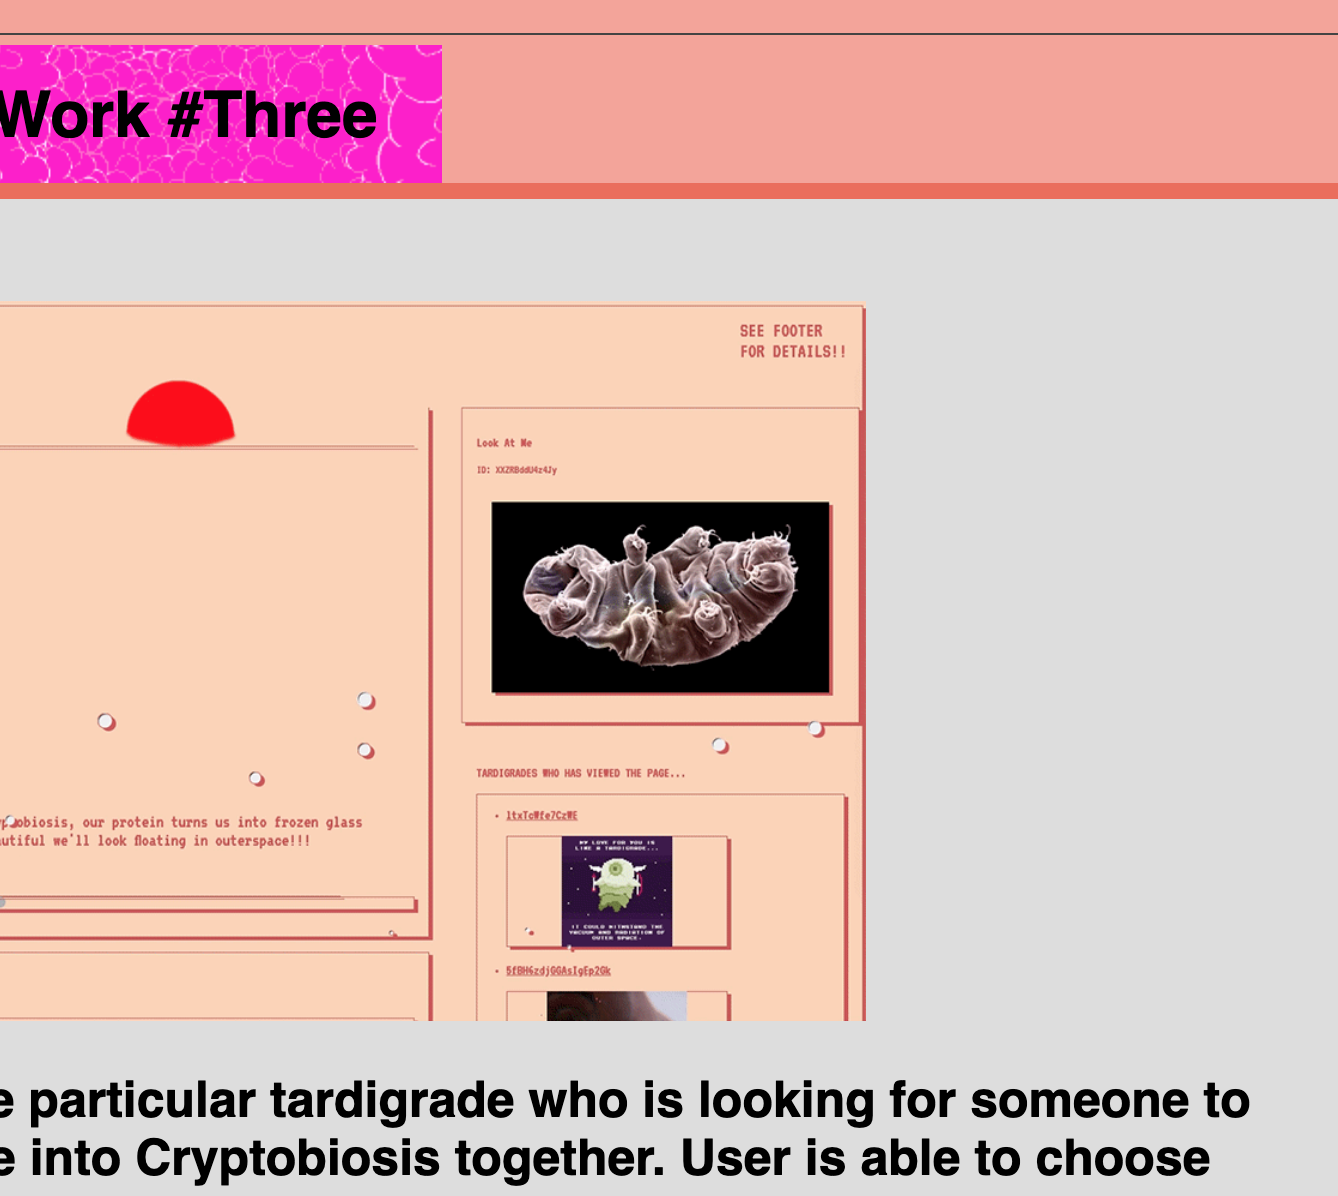 Work #Three
SEE FOOTER
FOR DETAILS!!
Look At Me
ID: XXZRBddU4z4Jy
TARDIGRADES WHO HAS VIEWED THE PAGE...
ltxTcWfe7CzWE
MY LOVE FOR YOU IS
LIKE A TARDIGRADE...
IT COULD WITHSTAND THE
VACUUM AND RADIATION OF
OUTER SPACE.
5fBH6zdjGGAsIgEp2Gk
obiosis, our protein turns us into frozen glass
utiful we'll look floating in outerspace!!!
e particular tardigrade who is looking for someone to
e into Cryptobiosis together. User is able to choose